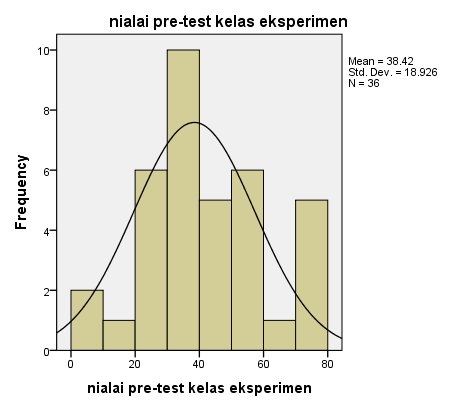 nialai pre-test kelas eksperimen
Mean = 38.42
Std. Dev. = 18.926
N = 36
Frequency
10
8
6
4
2
0
0 20 40 60 80
nialai pre-test kelas eksperimen